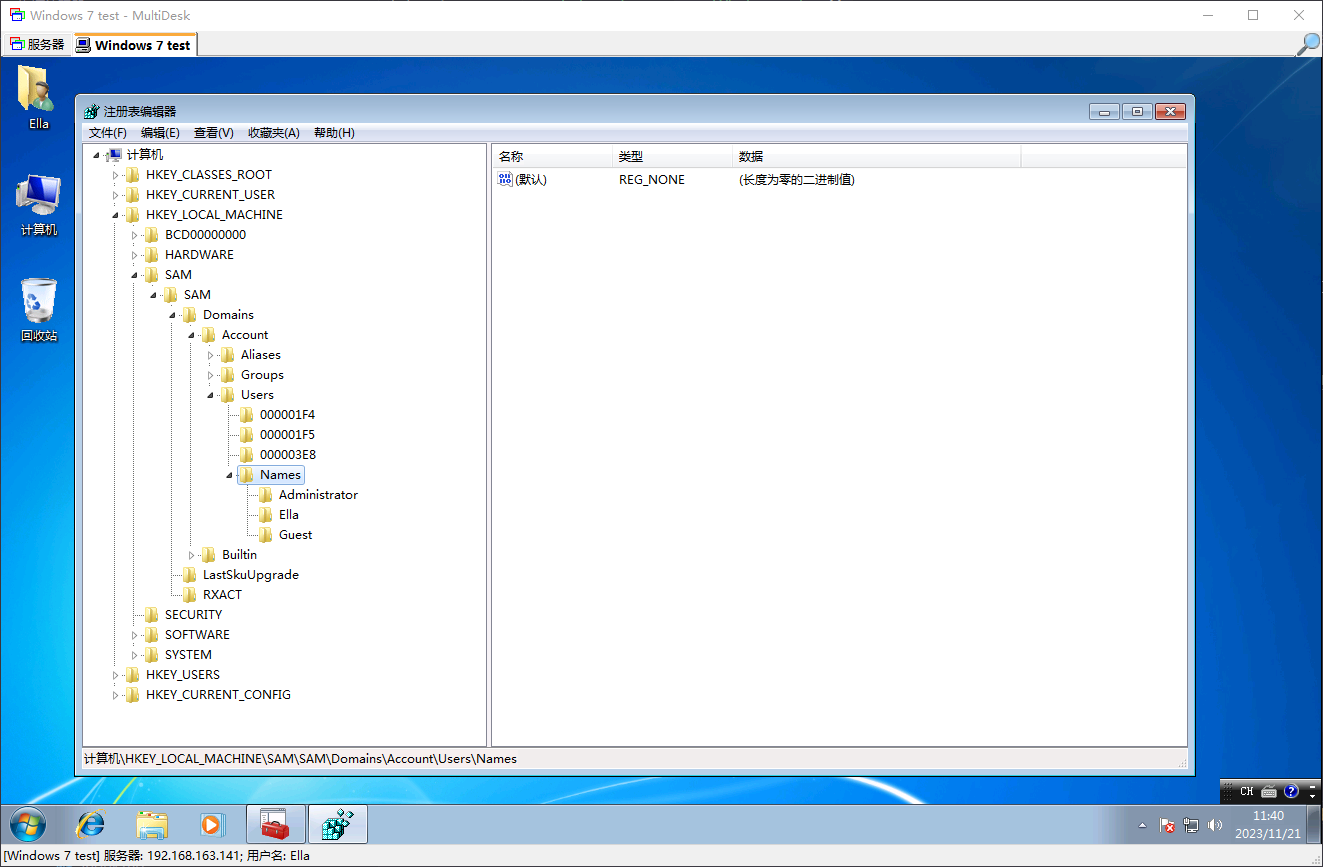 Windows 7 test - MultiDesk
服务器 Windows 7 test
Ella
计算机
回收站
注册表编辑器
文件(F) 编辑(E) 查看(V) 收藏夹(A) 帮助(H)
计算机
HKEY_CLASSES_ROOT
HKEY_CURRENT_USER
HKEY_LOCAL_MACHINE
BCD00000000
HARDWARE
SAM
SAM
Domains
Account
Aliases
Groups
Users
000001F4
000001F5
000003E8
Names
Administrator
Ella
Guest
Builtin
LastSkuUpgrade
RXACT
SECURITY
SOFTWARE
SYSTEM
HKEY_USERS
HKEY_CURRENT_CONFIG
名称 类型 数据
(默认) REG_NONE (长度为零的二进制值)
计算机\HKEY_LOCAL_MACHINE\SAM\SAM\Domains\Account\Users\Names
CH
11:40
2023/11/21
[Windows 7 test] 服务器: 192.168.163.141; 用户名: Ella